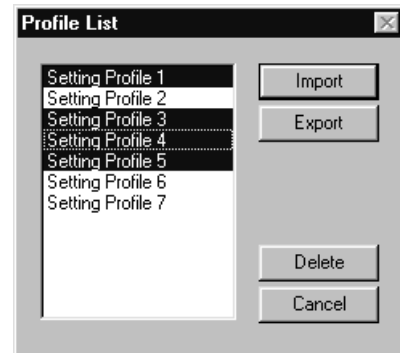 Profile List
Setting Profile 1
Setting Profile 2
Setting Profile 3
Setting Profile 4
Setting Profile 5
Setting Profile 6
Setting Profile 7
Import
Export
Delete
Cancel